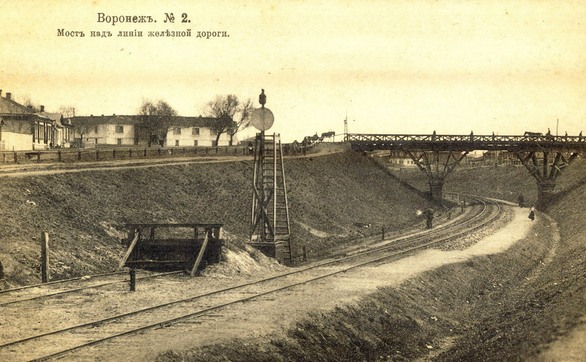 Воронежъ. № 2.
Мостъ надъ линіи желѣзной дороги.